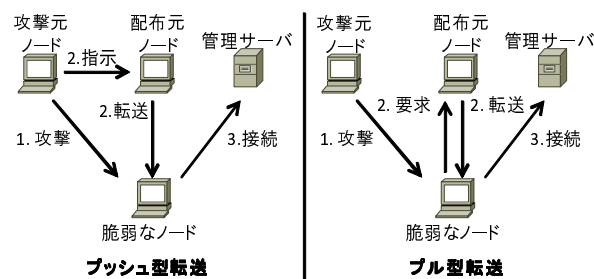 攻撃元
ノード
配布元
ノード
管理サーバ
2.指示
1. 攻撃
2.転送
3.接続
脆弱なノード
プッシュ型転送
攻撃元
ノード
配布元
ノード
管理サーバ
2. 要求
2. 転送
1. 攻撃
3.接続
脆弱なノード
プル型転送